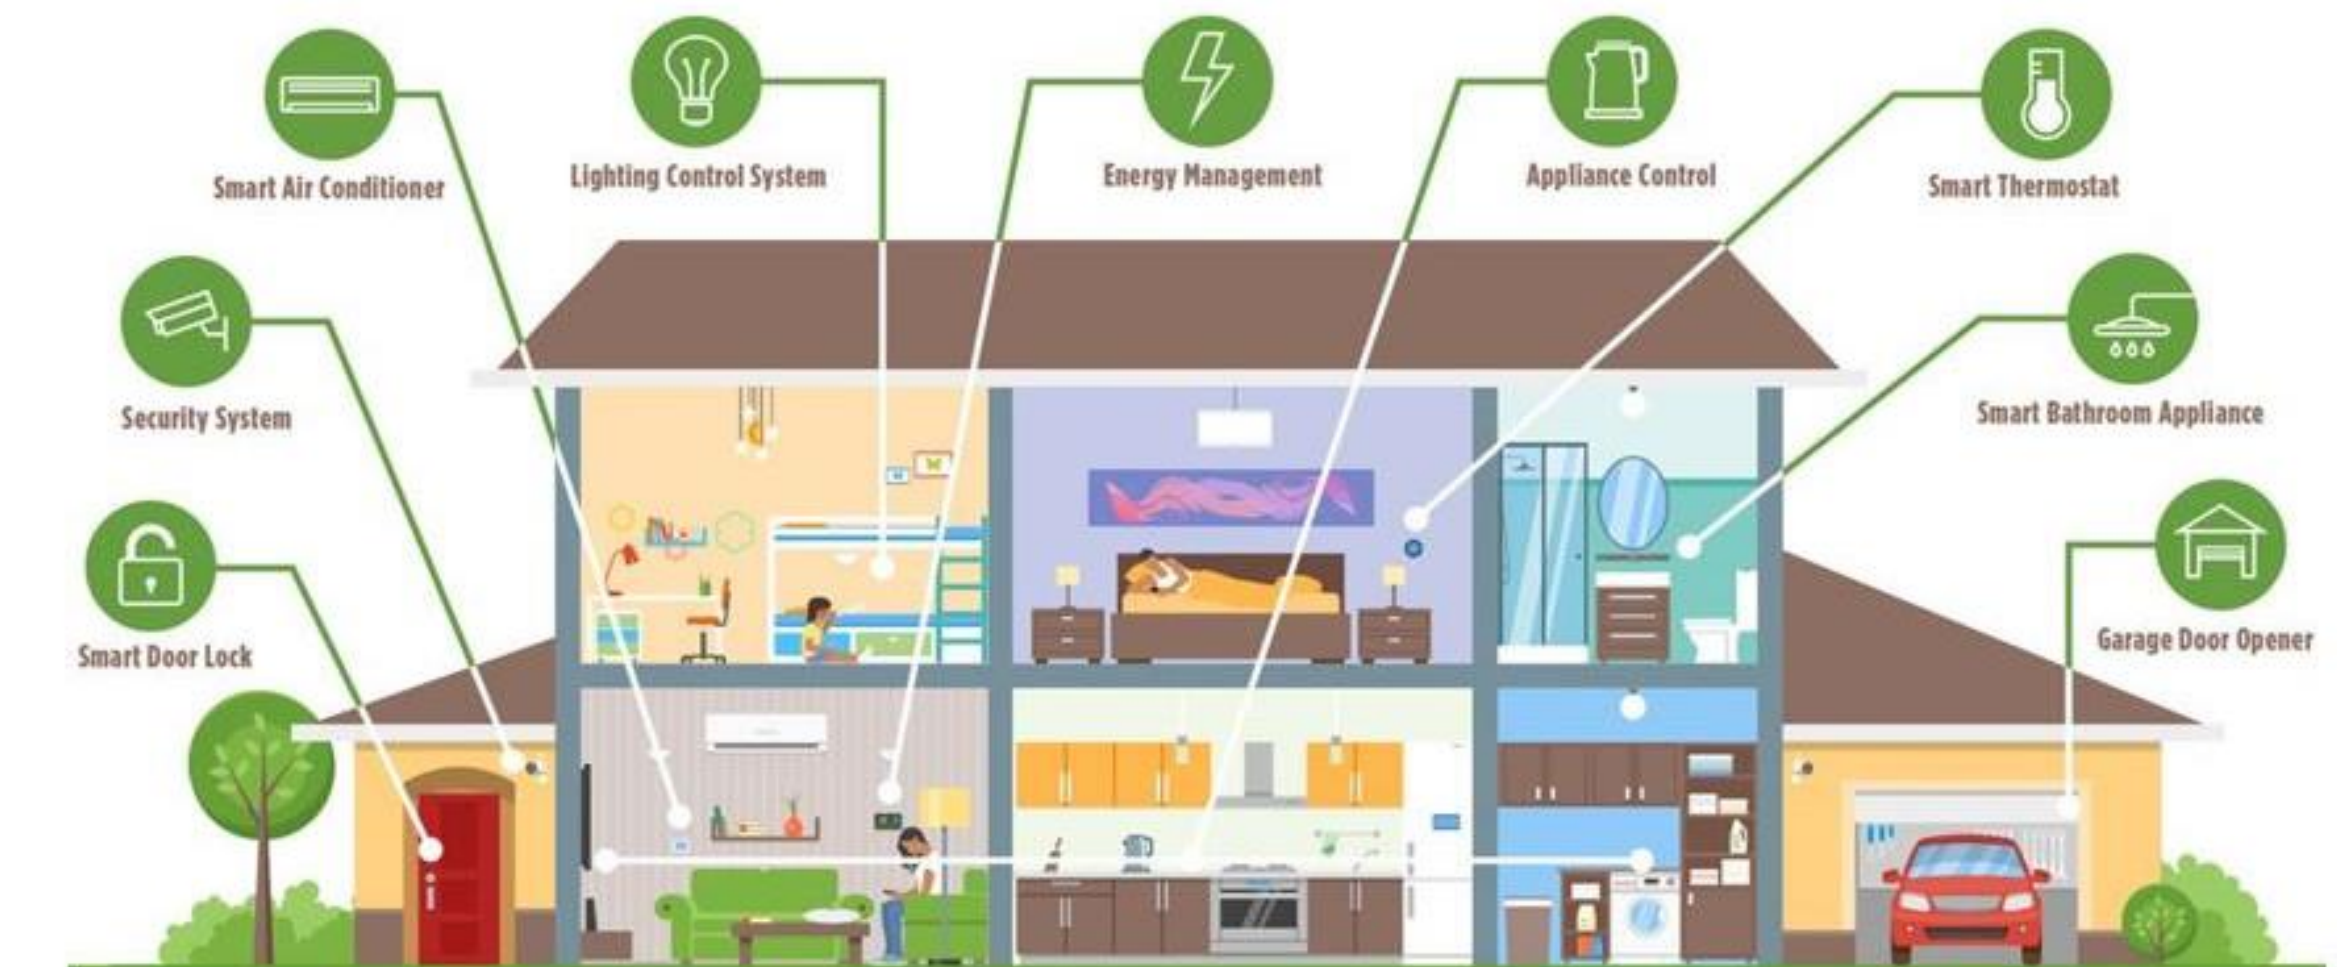 Smart Air Conditioner
Lighting Control System
Energy Management
Appliance Control
Smart Thermostat
Security System
Smart Bathroom Appliance
Smart Door Lock
Garage Door Opener